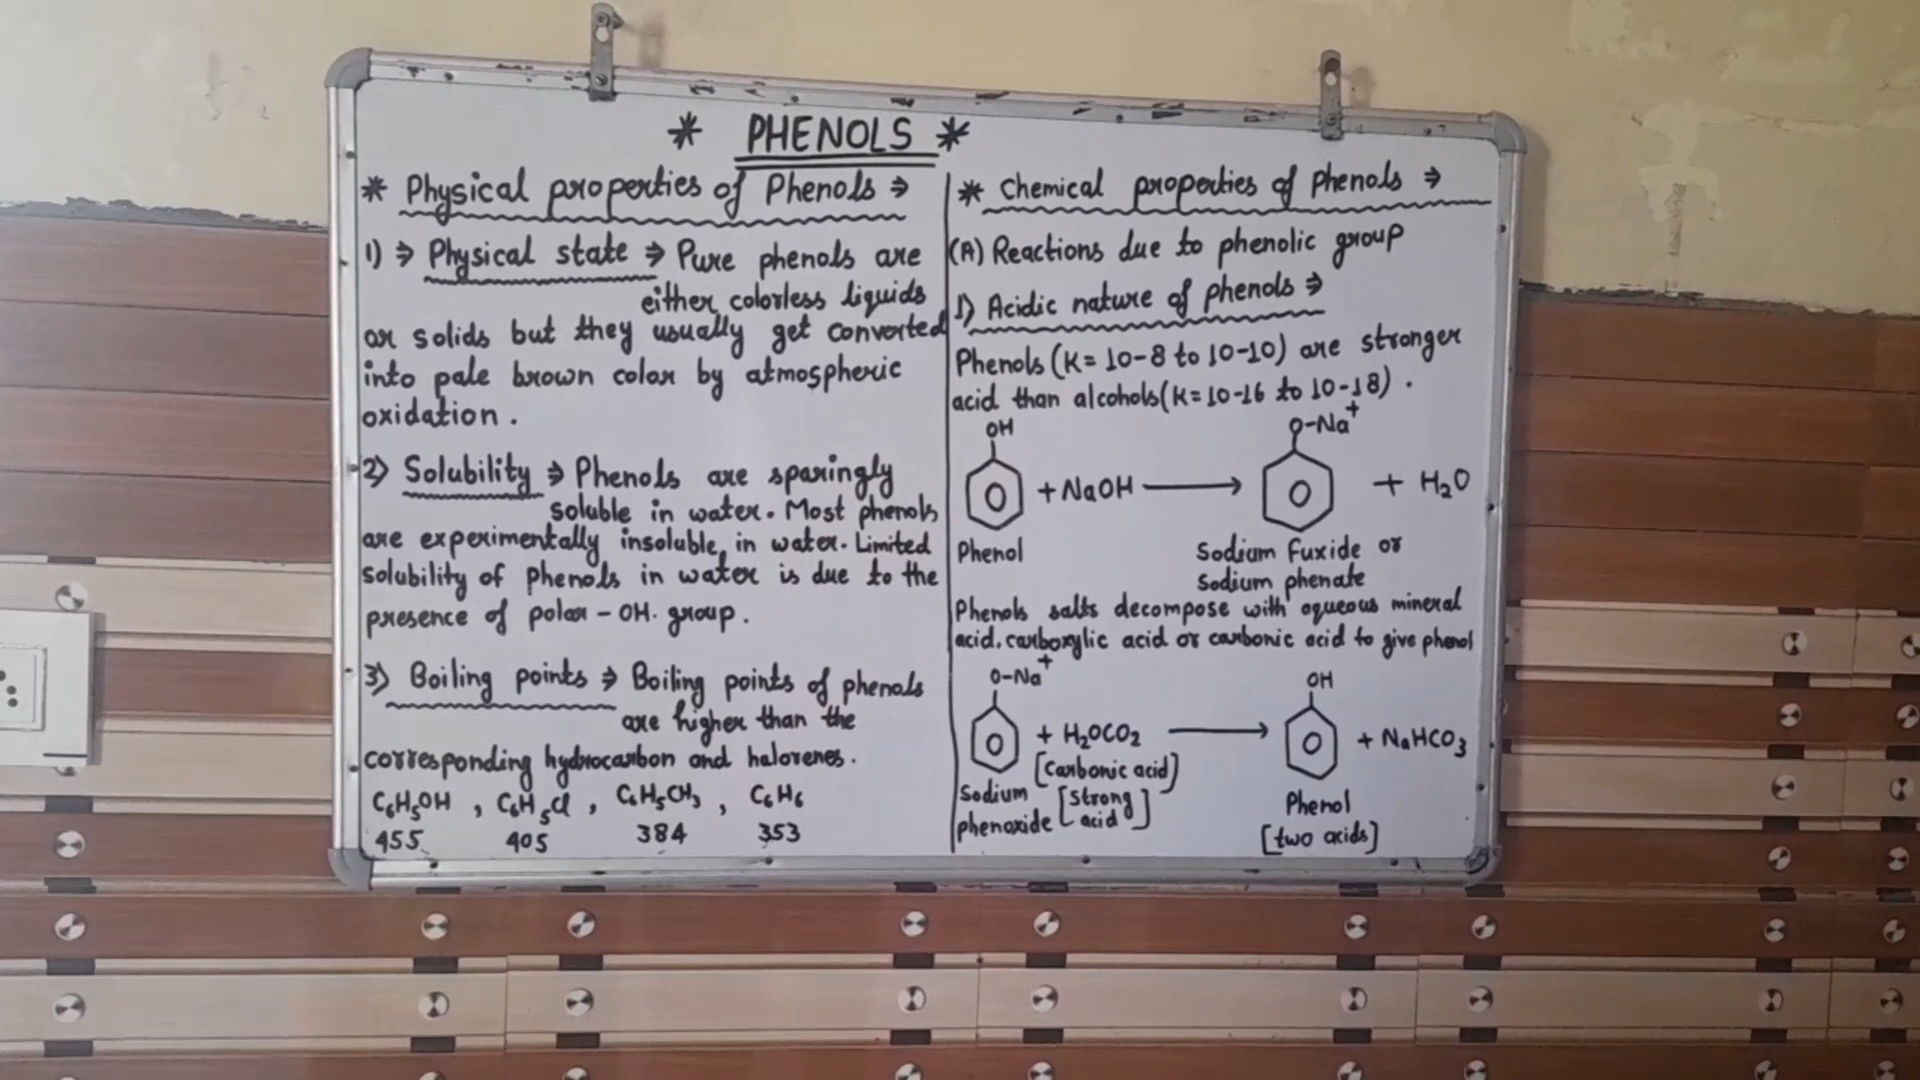 * PHENOLS *
* Physical properties of Phenols ⇒
1) ⇒ Physical state ⇒ Pure phenols are
either colorless liquids
or solids but they usually get converted
into pale brown color by atmospheric
oxidation.
2) Solubility ⇒ Phenols are sparingly
soluble in water. Most phenols
are experimentally insoluble, in water. Limited
solubility of phenols in water is due to the
presence of polar - OH. group.
3) Boiling points ⇒ Boiling points of phenols
are higher than the
corresponding hydrocarbon and halorenes.
C₆H₅OH , C₆H₅Cl , C₆H₅CH₃ , C₆H₆
455 405 384 353
* Chemical properties of phenols ⇒
(A) Reactions due to phenolic group
1) Acidic nature of phenols ⇒
Phenols (K= 10-8 to 10-10) are stronger
acid than alcohols (K= 10-16 to 10-18).
OH O-Na⁺
+ NaOH ⟶ + H₂O
Phenol Sodium Fuxide or
Sodium phenate
Phenols salts decompose with aqueous mineral
acid, carboxylic acid or carbonic acid to give phenol
O-Na⁺ OH
+ H₂OCO₂ ⟶ + NaHCO₃
[Carbonic acid]
Sodium [strong Phenol
phenoxide acid] [two acids]